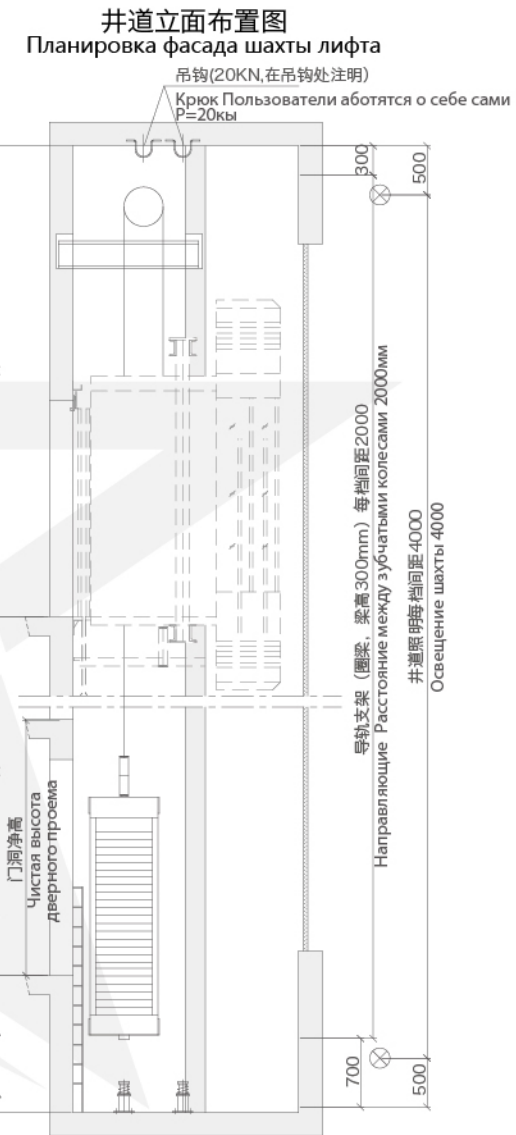 井道立面布置图
Планировка фасада шахты лифта
吊钩(20KN,在吊钩处注明)
Крюк Пользователи аботятся о себе сами
P=20кы
300
500
导轨支架（圈梁，梁高300mm）每档间距2000
Направляющие Расстояние между зубчатыми колесами 2000мм
井道照明每档间距4000
Освещение шахты 4000
门洞净高
Чистая высота
дверного проема
700
500